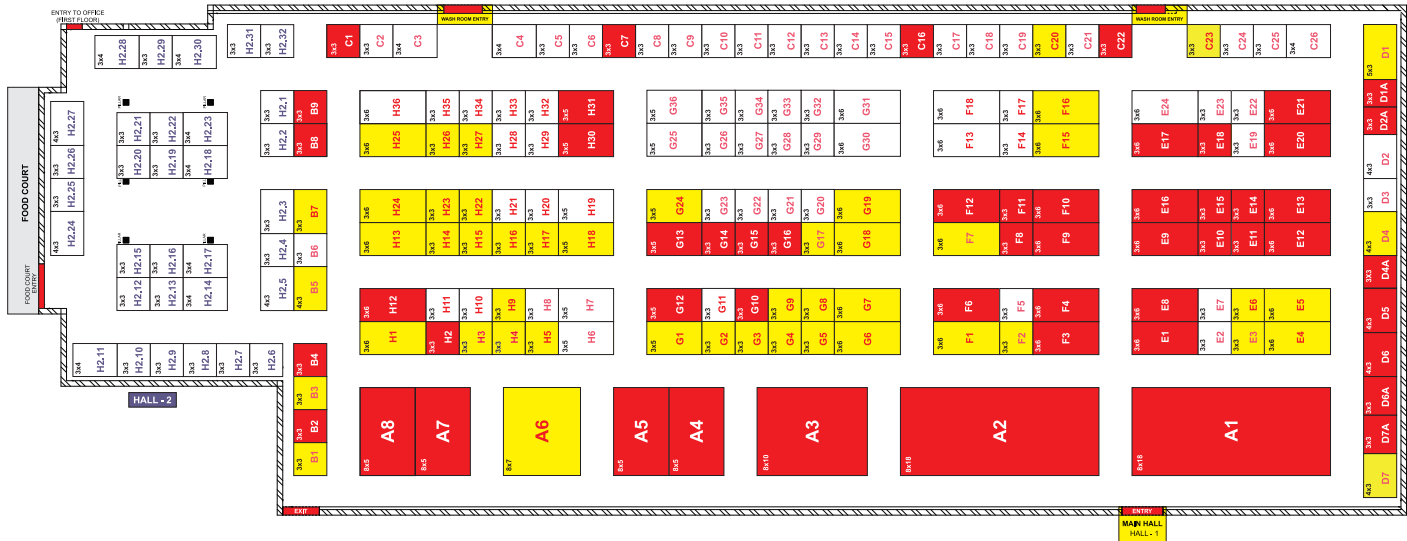 ENTRY TO OFFICE
(FIRST FLOOR)
WASH ROOM ENTRY
WASH ROOM ENTRY
3x4 H2.28
3x3 H2.29
3x4 H2.30
3x3 H2.31
3x3 H2.32
3x3 C1
3x3 C2
3x4 C3
3x4 C4
3x3 C5
3x3 C6
3x3 C7
3x3 C8
3x3 C9
3x3 C10
3x3 C11
3x3 C12
3x3 C13
3x3 C14
3x3 C15
3x3 C16
3x3 C17
3x3 C18
3x3 C19
3x3 C20
3x3 C21
3x3 C22
3x3 C23
3x3 C24
3x3 C25
3x4 C26
5x3 D1
3x3 D1A
3x3 D2A
4x3 D2
3x3 D3
4x3 D4
3x3 D4A
4x3 D5
4x3 D6
3x3 D6A
3x3 D7A
4x3 D7
FOOD COURT
FOOD COURT
ENTRY
4x3 H2.27
3x3 H2.26
3x3 H2.25
4x3 H2.24
PILLAR
PILLAR
3x3 H2.21
3x3 H2.22
3x4 H2.23
3x3 H2.20
3x3 H2.19
3x4 H2.18
PILLAR
PILLAR
PILLAR
PILLAR
3x3 H2.15
3x3 H2.16
3x4 H2.17
3x3 H2.12
3x3 H2.13
3x4 H2.14
3x4 H2.11
3x3 H2.10
3x3 H2.9
3x3 H2.8
3x3 H2.7
3x3 H2.6
HALL - 2
3x3 H2.1
3x3 B9
3x3 H2.2
3x3 B8
3x3 H2.3
3x3 B7
3x3 H2.4
3x3 B6
4x3 H2.5
4x3 B5
3x3 B4
3x3 B3
3x3 B2
3x3 B1
3x6 H36
3x3 H35
3x3 H34
3x3 H33
3x3 H32
3x5 H31
3x6 H25
3x3 H26
3x3 H27
3x3 H28
3x3 H29
3x5 H30
3x5 G36
3x3 G35
3x3 G34
3x3 G33
3x3 G32
3x6 G31
3x5 G25
3x3 G26
3x3 G27
3x3 G28
3x3 G29
3x6 G30
3x6 F18
3x3 F17
3x6 F16
3x6 F13
3x3 F14
3x6 F15
3x6 E24
3x3 E23
3x3 E22
3x6 E21
3x6 E17
3x3 E18
3x3 E19
3x6 E20
3x6 H24
3x3 H23
3x3 H22
3x3 H21
3x3 H20
3x5 H19
3x6 H13
3x3 H14
3x3 H15
3x3 H16
3x3 H17
3x5 H18
3x5 G24
3x3 G23
3x3 G22
3x3 G21
3x3 G20
3x6 G19
3x5 G13
3x3 G14
3x3 G15
3x3 G16
3x3 G17
3x6 G18
3x6 F12
3x3 F11
3x6 F10
3x6 F7
3x3 F8
3x6 F9
3x6 E16
3x3 E15
3x3 E14
3x6 E13
3x6 E9
3x3 E10
3x3 E11
3x6 E12
3x6 H12
3x3 H11
3x3 H10
3x3 H9
3x3 H8
3x5 H7
3x6 H1
3x3 H2
3x3 H3
3x3 H4
3x3 H5
3x5 H6
3x5 G12
3x3 G11
3x3 G10
3x3 G9
3x3 G8
3x6 G7
3x5 G1
3x3 G2
3x3 G3
3x3 G4
3x3 G5
3x6 G6
3x6 F6
3x3 F5
3x6 F4
3x6 F1
3x3 F2
3x6 F3
3x6 E8
3x3 E7
3x3 E6
3x6 E5
3x6 E1
3x3 E2
3x3 E3
3x6 E4
8x5 A8
8x5 A7
8x7 A6
8x5 A5
8x5 A4
8x10 A3
8x18 A2
8x18 A1
EXIT
ENTRY
MAIN HALL
HALL - 1